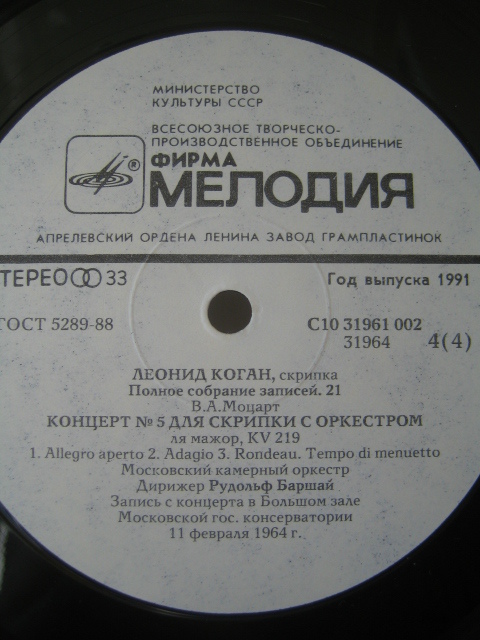 МИНИСТЕРСТВО
КУЛЬТУРЫ СССР
ВСЕСОЮЗНОЕ ТВОРЧЕСКО-
ПРОИЗВОДСТВЕННОЕ ОБЪЕДИНЕНИЕ
ФИРМА
®
МЕЛОДИЯ
АПРЕЛЕВСКИЙ ОРДЕНА ЛЕНИНА ЗАВОД ГРАМПЛАСТИНОК
ТЕРЕО 33
Год выпуска 1991
ГОСТ 5289-88
С10 31961 002
31964 4(4)
ЛЕОНИД КОГАН, скрипка
Полное собрание записей. 21
В.А.Моцарт
КОНЦЕРТ № 5 ДЛЯ СКРИПКИ С ОРКЕСТРОМ
ля мажор, KV 219
1. Allegro aperto 2. Adagio 3. Rondeau. Tempo di menuetto
Московский камерный оркестр
Дирижер Рудольф Баршай
Запись с концерта в Большом зале
Московской гос. консерватории
11 февраля 1964 г.